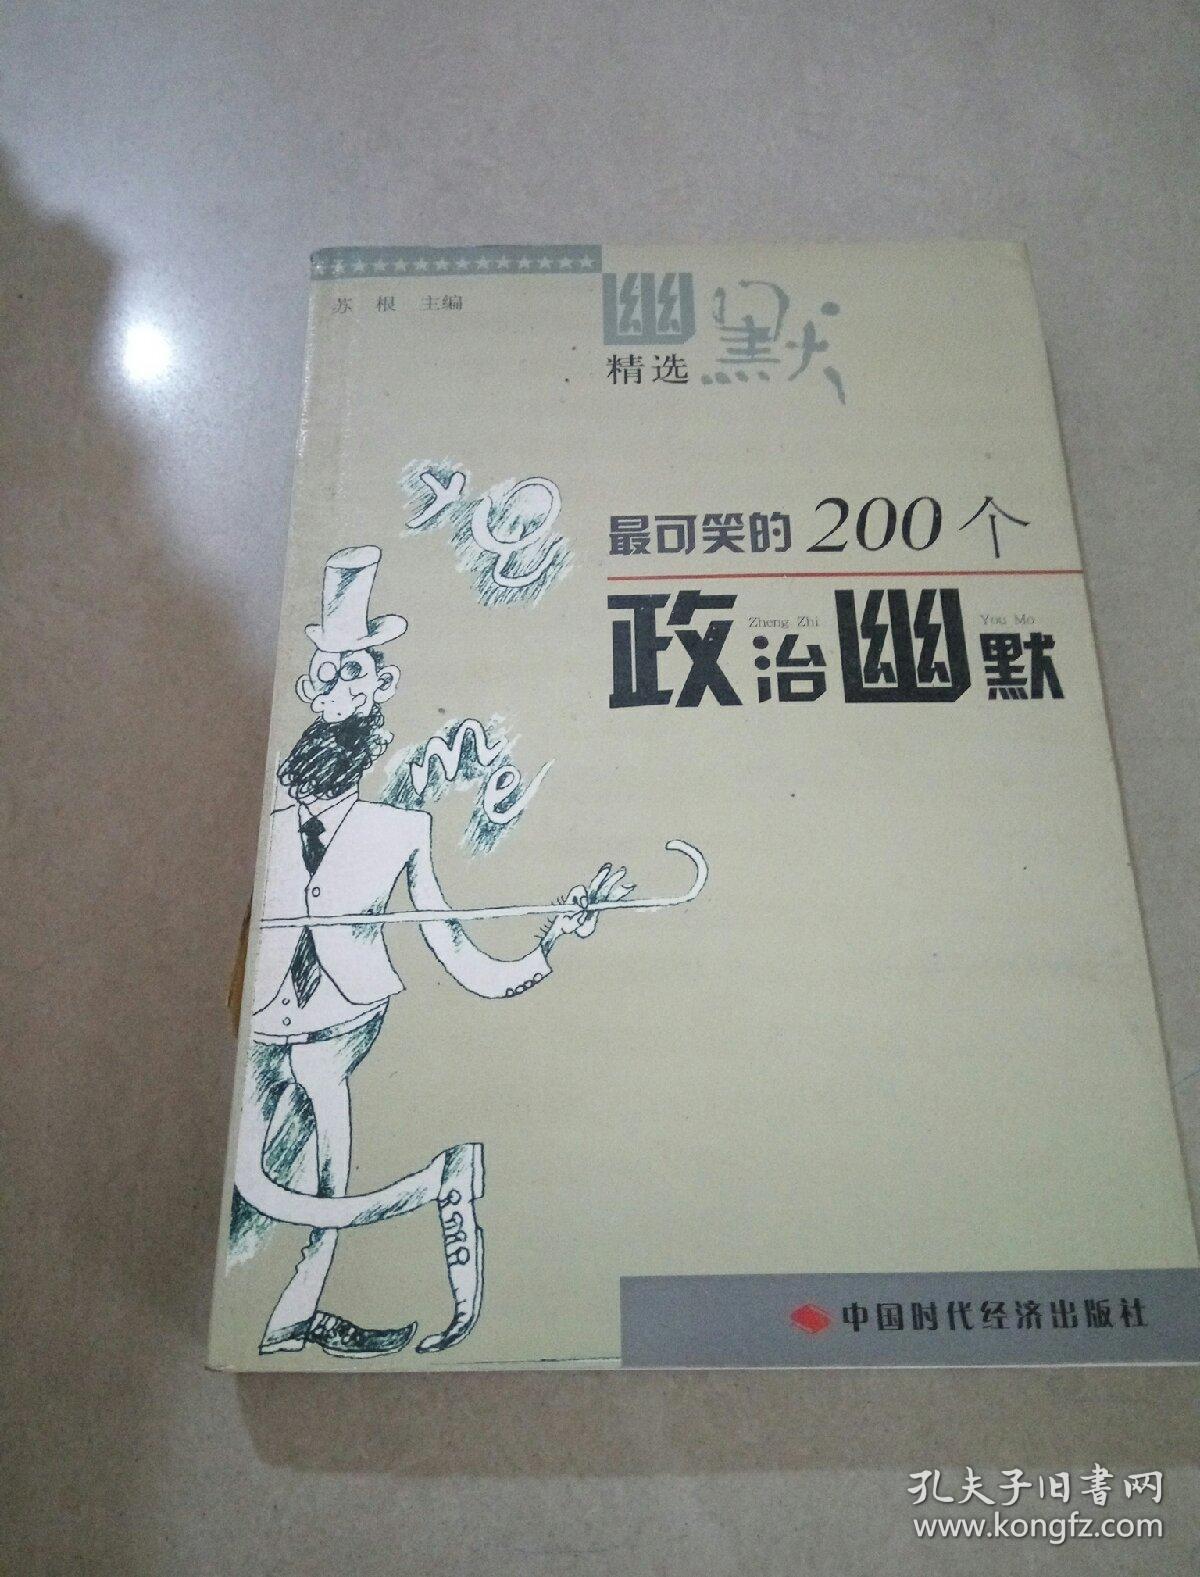 苏 根 主编
幽默
精选
最可笑的200个
政治幽默
Zheng Zhi You Mo
you
me
中国时代经济出版社
孔夫子旧书网
www.kongfz.com